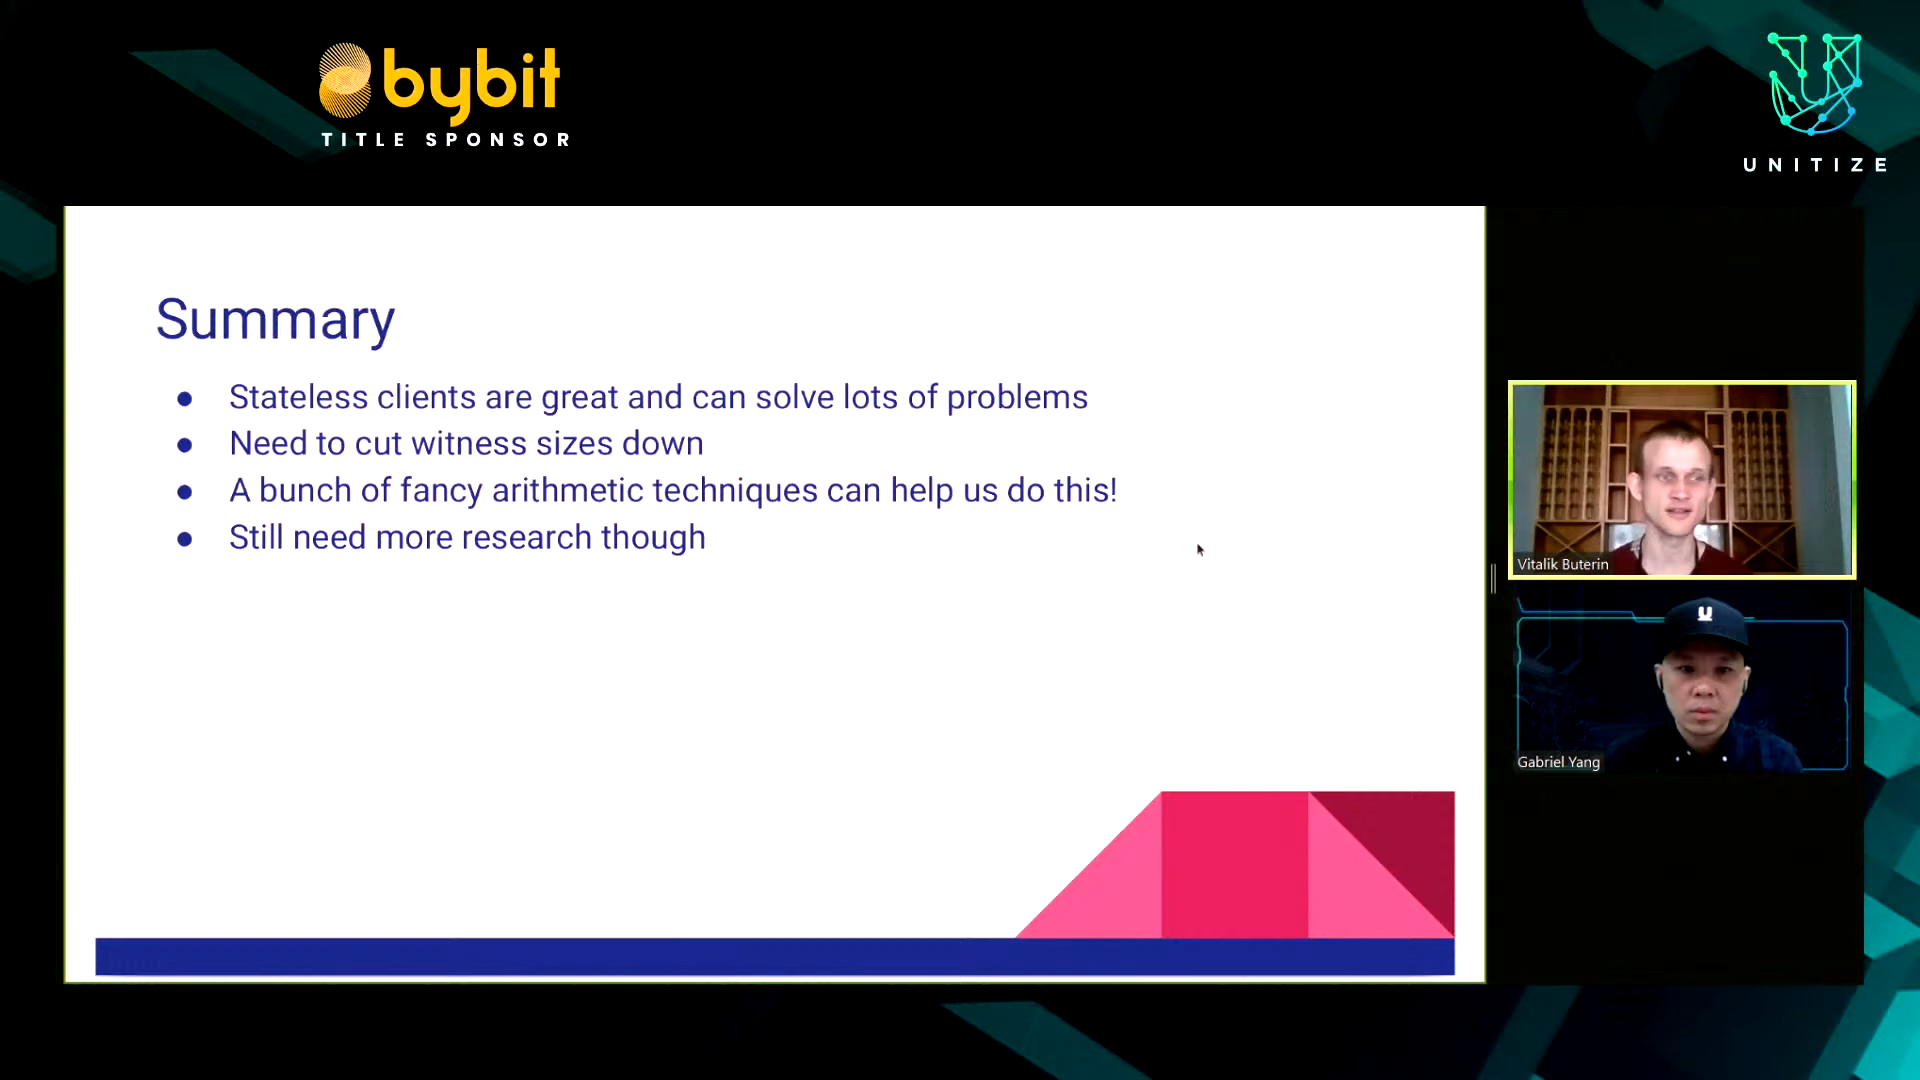 bybit
TITLE SPONSOR
UNITIZE
Summary
● Stateless clients are great and can solve lots of problems
● Need to cut witness sizes down
● A bunch of fancy arithmetic techniques can help us do this!
● Still need more research though
Vitalik Buterin
U
Gabriel Yang